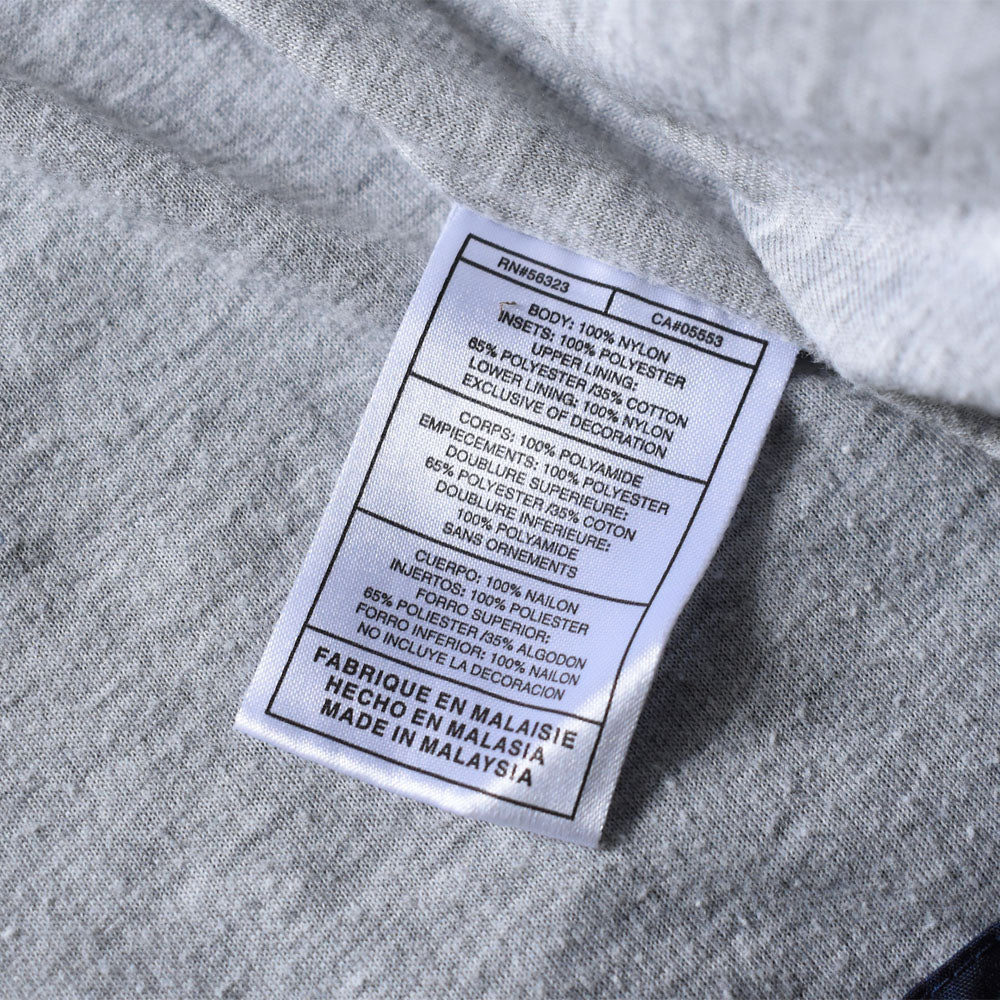 RN#56323
CA#05553
BODY: 100% NYLON
INSETS: 100% POLYESTER
UPPER LINING:
65% POLYESTER /35% COTTON
LOWER LINING: 100% NYLON
EXCLUSIVE OF DECORATION
CORPS: 100% POLYAMIDE
EMPIECEMENTS: 100% POLYESTER
DOUBLURE SUPERIEURE:
65% POLYESTER /35% COTON
DOUBLURE INFERIEURE:
100% POLYAMIDE
SANS ORNEMENTS
CUERPO: 100% NAILON
INJERTOS: 100% POLIESTER
FORRO SUPERIOR:
65% POLIESTER /35% ALGODON
FORRO INFERIOR: 100% NAILON
NO INCLUYE LA DECORACION
FABRIQUE EN MALAISIE
HECHO EN MALASIA
MADE IN MALAYSIA